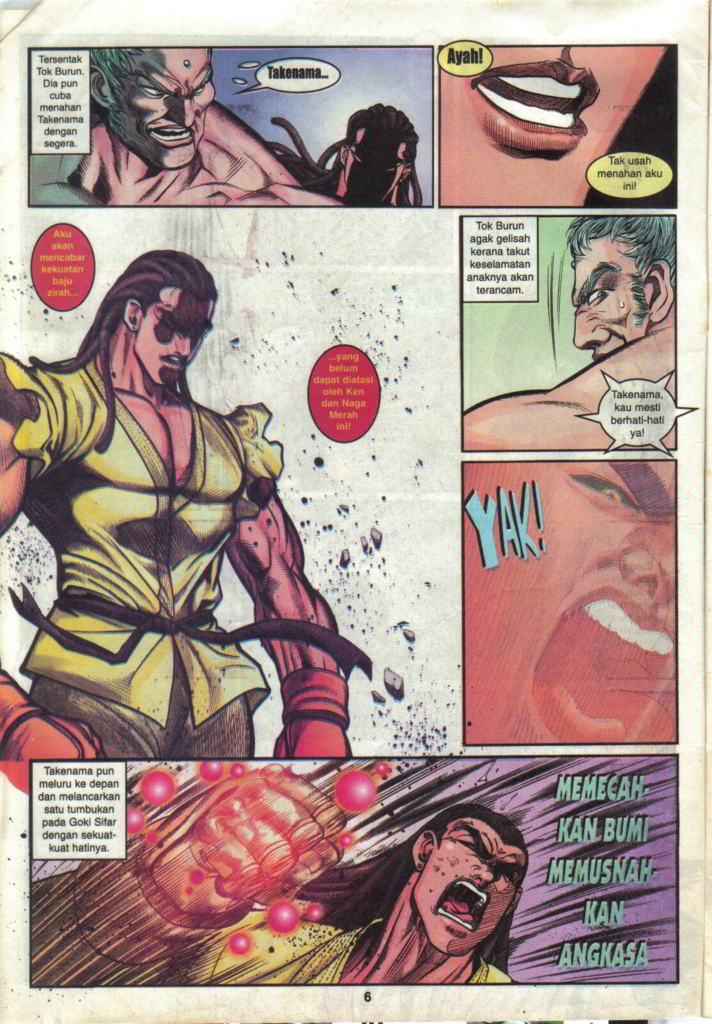 Tersentak
Tok Burun.
Dia pun
cuba
menahan
Takenama
dengan
segera.
Takenama...
Ayah!
Tak usah
menahan aku
ini!
Aku
akan
mencabar
kekuatan
baju
zirah...
...yang
dapat diatasi
oleh Ken
dan Naga
Merah
ini!
Tok Burun
agak gelisah
kerana takut
keselamatan
anaknya akan
terancam.
Takenama,
kau mesti
berhati-hati
ya!
YAK!
Takenama pun
meluru ke depan
dan melancarkan
satu tumbukan
pada Goki Sifar
dengan sekuat-
kuat hatinya.
MEMECAH-
KAN BUMI
MEMUSNAH-
KAN
ANGKASA
6